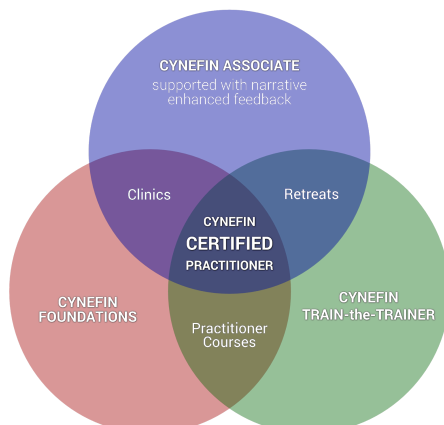 CYNEFIN ASSOCIATE
supported with narrative
enhanced feedback
Clinics
Retreats
CYNEFIN
CERTIFIED
PRACTITIONER
CYNEFIN
FOUNDATIONS
CYNEFIN
TRAIN-the-TRAINER
Practitioner
Courses